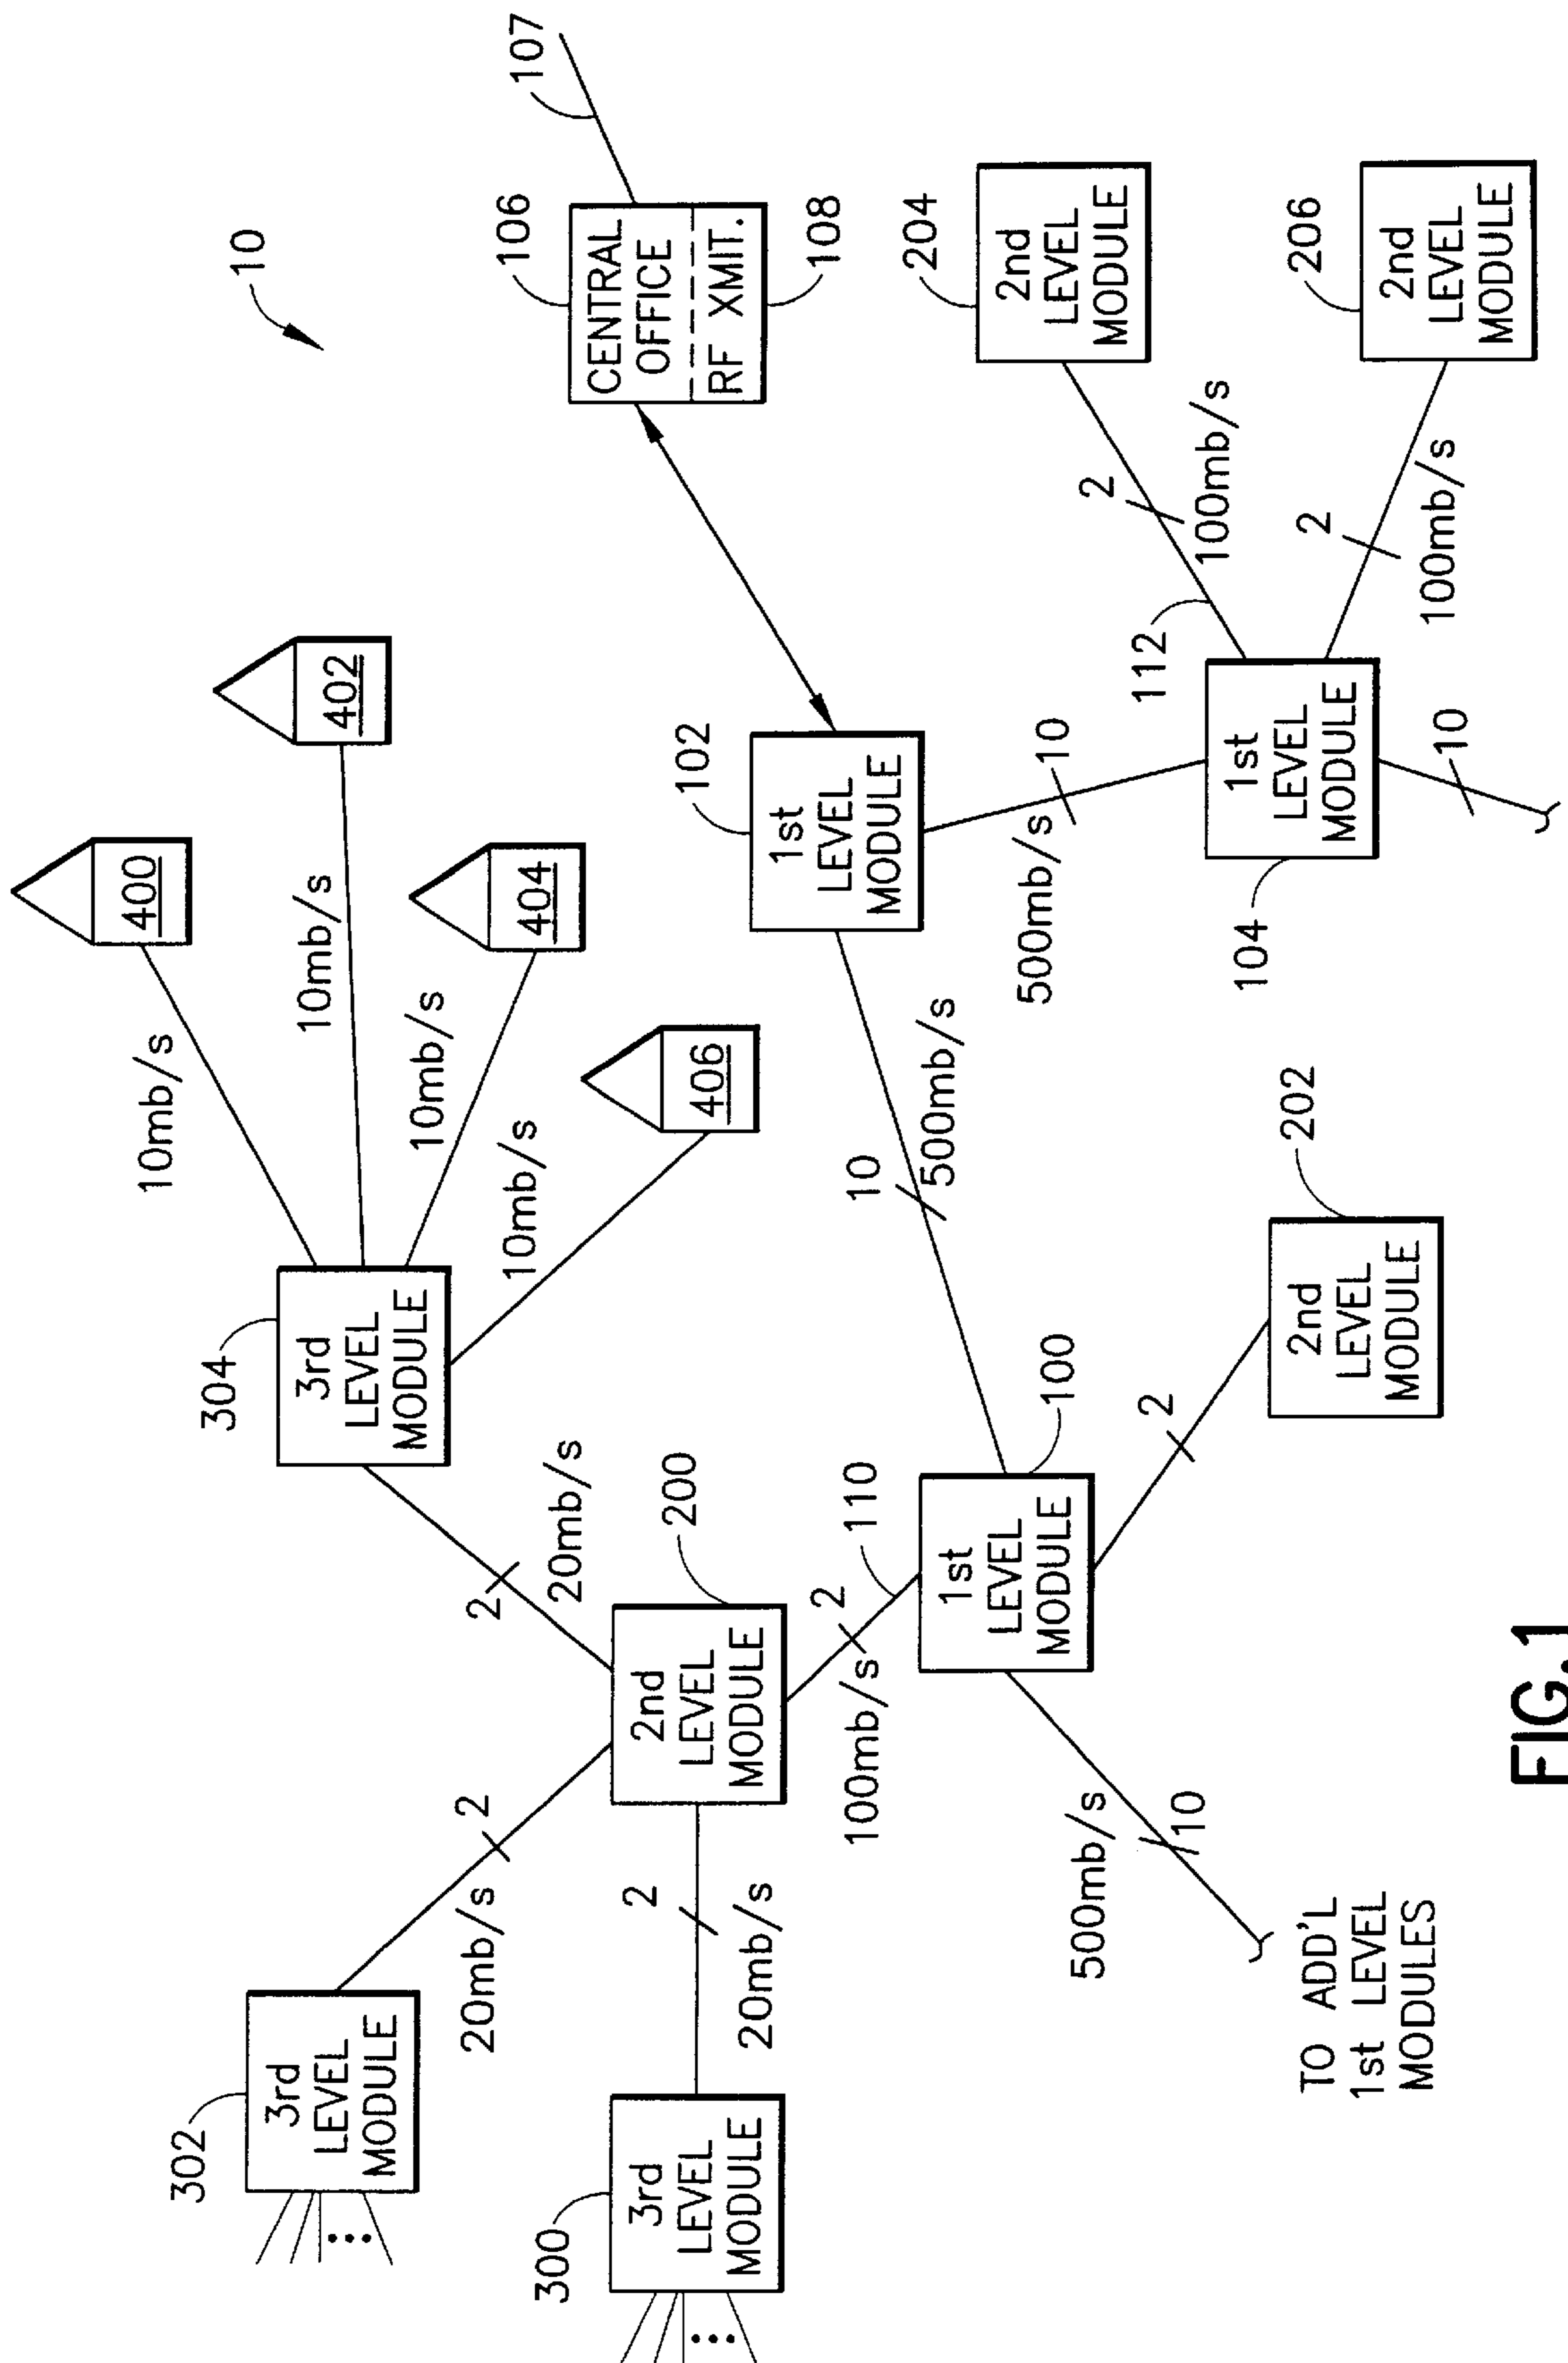 10
400
10mb/s
402
10mb/s
404
10mb/s
406
10mb/s
302
3rd
LEVEL
MODULE
304
3rd
LEVEL
MODULE
20mb/s
2
2
20mb/s
300
3rd
LEVEL
MODULE
2
20mb/s
200
2nd
LEVEL
MODULE
106
107
CENTRAL
OFFICE
RF XMIT.
108
102
1st
LEVEL
MODULE
100mb/s
2
110
10
500mb/s
100
1st
LEVEL
MODULE
500mb/s
10
204
2nd
LEVEL
MODULE
2
100mb/s
112
500mb/s
10
TO ADD'L
1st LEVEL
MODULES
2
202
2nd
LEVEL
MODULE
104
1st
LEVEL
MODULE
10
2
100mb/s
206
2nd
LEVEL
MODULE
FIG.1